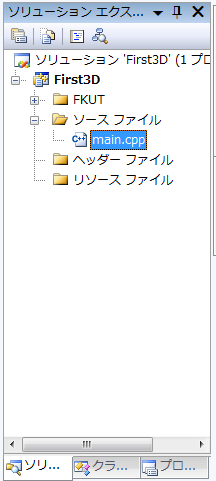 ソリューション エクス...
ソリューション 'First3D' (1 プロ
First3D
FKUT
ソース ファイル
main.cpp
ヘッダー ファイル
リソース ファイル
ソリ... クラ... プロ...